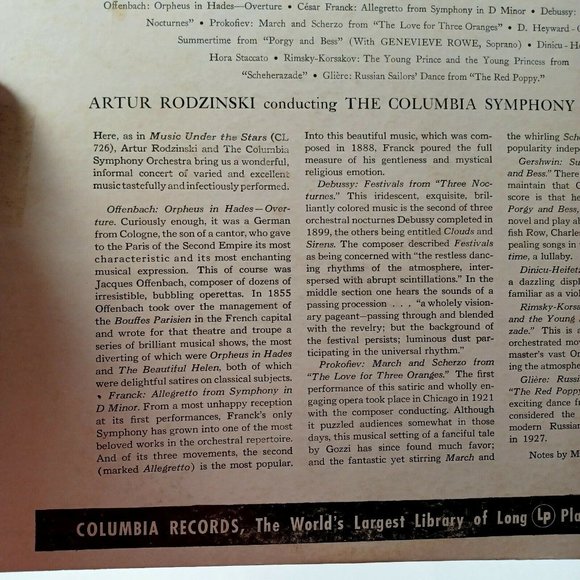 Offenbach: Orpheus in Hades—Overture • César Franck: Allegretto from Symphony in D Minor • Debussy:
Nocturnes" • Prokofiev: March and Scherzo from "The Love for Three Oranges" • D. Heyward-
Summertime from "Porgy and Bess" (With GENEVIEVE ROWE, Soprano) • Dinicu-
Hora Staccato • Rimsky-Korsakov: The Young Prince and the Young Princess from
"Scheherazade" • Glière: Russian Sailors' Dance from "The Red Poppy."
ARTUR RODZINSKI conducting THE COLUMBIA SYMPHONY
Here, as in Music Under the Stars (CL
726), Artur Rodzinski and The Columbia
Symphony Orchestra bring us a wonderful,
informal concert of varied and excellent
music tastefully and infectiously performed.
Offenbach: Orpheus in Hades—Over-
ture. Curiously enough, it was a German
from Cologne, the son of a cantor, who gave
to the Paris of the Second Empire its most
characteristic and its most enchanting
musical expression. This of course was
Jacques Offenbach, composer of dozens of
irresistible, bubbling operettas. In 1855
Offenbach took over the management of
the Bouffes Parisien in the French capital
and wrote for that theatre and troupe a
series of brilliant musical shows, the most
diverting of which were Orpheus in Hades
and The Beautiful Helen, both of which
were delightful satires on classical subjects.
Franck: Allegretto from Symphony in
D Minor. From a most unhappy reception
at its first performances, Franck's only
Symphony has grown into one of the most
beloved works in the orchestral repertoire.
And of its three movements, the second
(marked Allegretto) is the most popular.
Into this beautiful music, which was com-
posed in 1888, Franck poured the full
measure of his gentleness and mystical
religious emotion.
Debussy: Festivals from "Three Noc-
turnes." This iridescent, exquisite, bril-
liantly colored music is the second of three
orchestral nocturnes Debussy completed in
1899, the others being entitled Clouds and
Sirens. The composer described Festivals
as being concerned with "the restless danc-
ing rhythms of the atmosphere, inter-
spersed with abrupt scintillations." In the
middle section one hears the sounds of a
passing procession . . . "a wholely vision-
ary pageant—passing through and blended
with the revelry; but the background of
the festival persists; luminous dust par-
ticipating in the universal rhythm."
Prokofiev: March and Scherzo from
"The Love for Three Oranges." The first
performance of this satiric and wholly en-
gaging opera took place in Chicago in 1921
with the composer conducting. Although
it puzzled audiences somewhat in those
days, this musical setting of a fanciful tale
by Gozzi has since found much favor;
and the fantastic yet stirring March and
the whirling
popularity
Gershwin:
and Bess." There
maintain that
score is that he
Porgy and Bess,
novel and play
fish Row, Charles
pealing songs in
time, a lullaby.
Dinicu-Heifetz:
a dazzling
familiar as a
Rimsky-Korsa
and the Young
zade." This is
orchestrated
master's vast
ing the
Glière:
"The Red
exciting dance
considered the
modern Russian
in 1927.
Notes by
COLUMBIA RECORDS, The World's Largest Library of Long Lp Pla